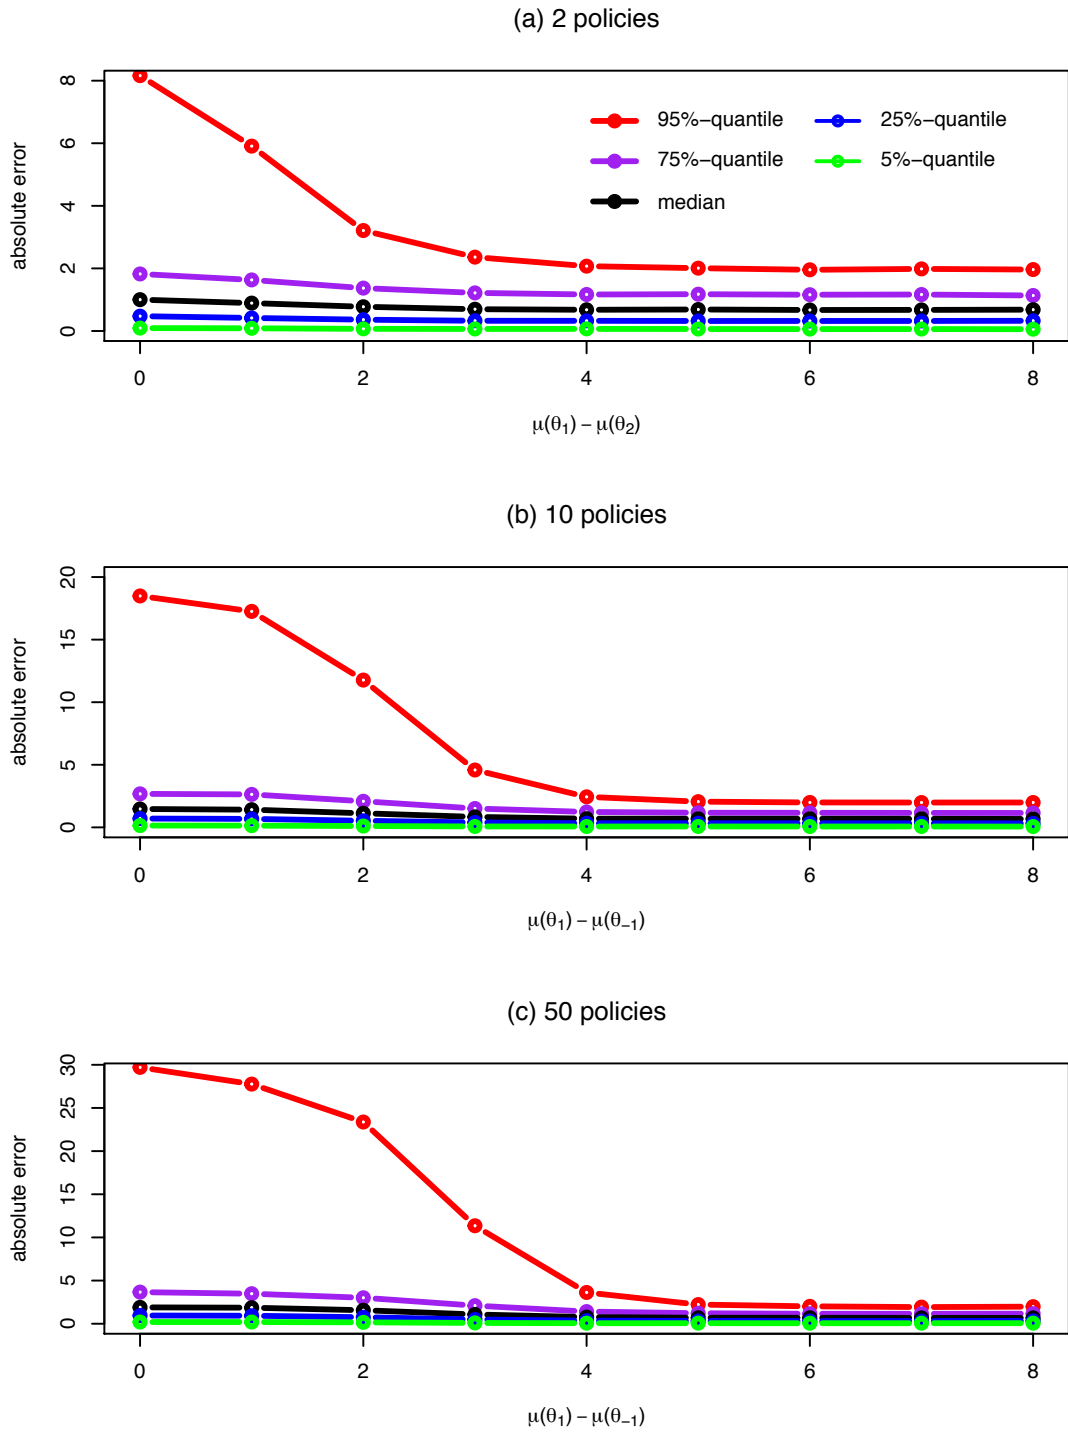 (a) 2 policies
absolute error
8
6
4
2
0
95%−quantile
25%−quantile
75%−quantile
5%−quantile
median
0 2 4 6 8
μ(θ₁) − μ(θ₂)
(b) 10 policies
absolute error
20
15
10
5
0
0 2 4 6 8
μ(θ₁) − μ(θ₋₁)
(c) 50 policies
absolute error
30
25
20
15
10
5
0
0 2 4 6 8
μ(θ₁) − μ(θ₋₁)